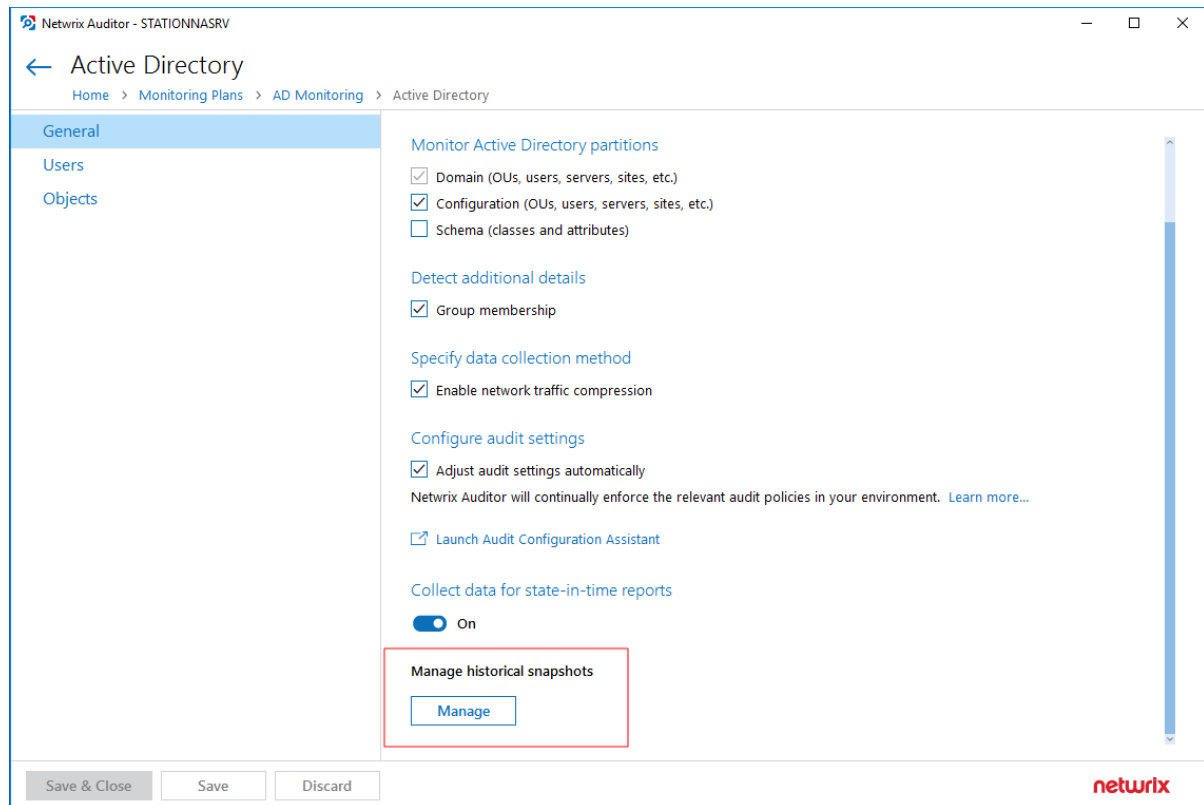 Netwrix Auditor - STATIONNASRV
Active Directory
Home > Monitoring Plans > AD Monitoring > Active Directory
General
Users
Objects
Monitor Active Directory partitions
Domain (OUs, users, servers, sites, etc.)
Configuration (OUs, users, servers, sites, etc.)
Schema (classes and attributes)
Detect additional details
Group membership
Specify data collection method
Enable network traffic compression
Configure audit settings
Adjust audit settings automatically
Netwrix Auditor will continually enforce the relevant audit policies in your environment. Learn more...
Launch Audit Configuration Assistant
Collect data for state-in-time reports
On
Manage historical snapshots
Manage
Save & Close Save Discard netwrix